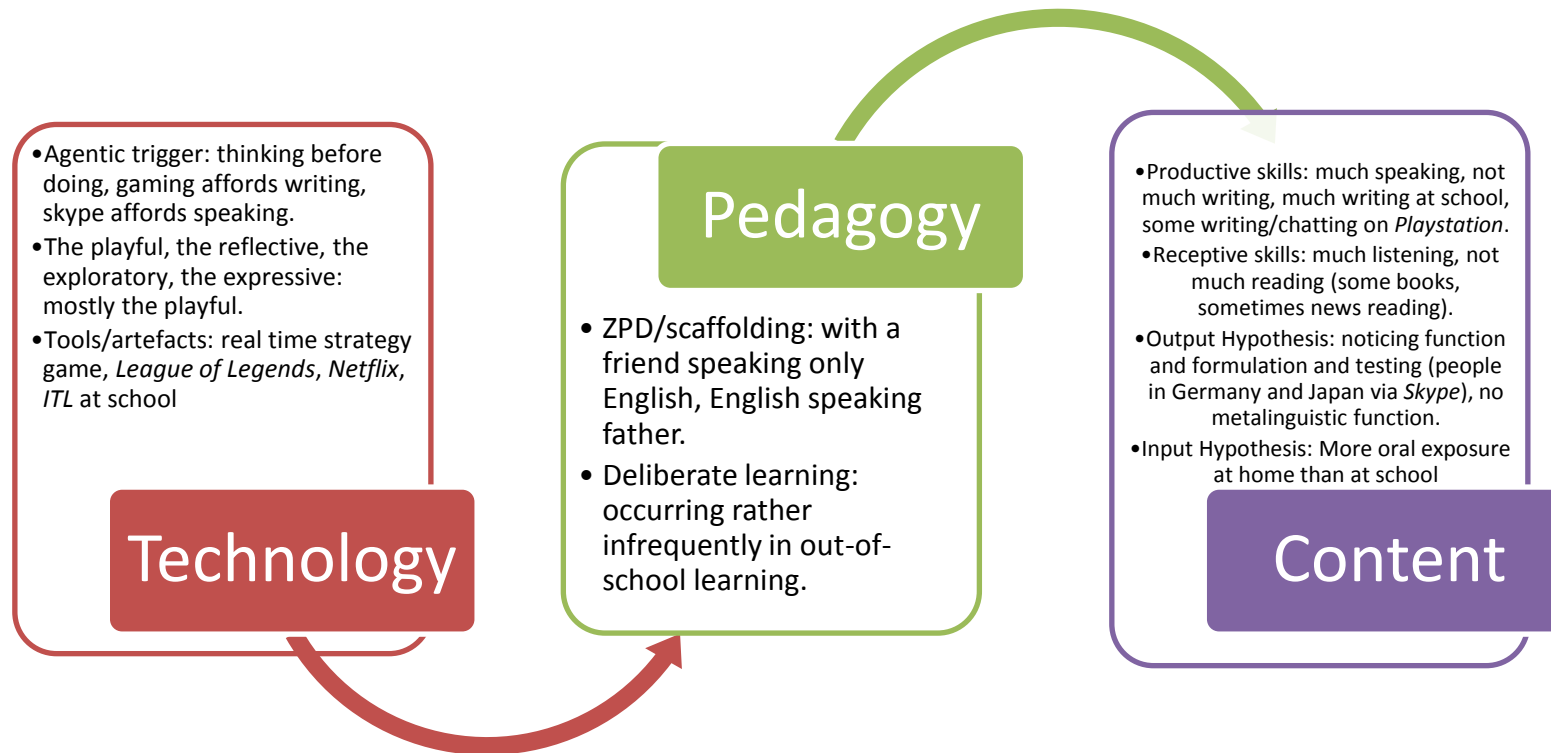 •Agentic trigger: thinking before
doing, gaming affords writing,
skype affords speaking.
•The playful, the reflective, the
exploratory, the expressive:
mostly the playful.
•Tools/artefacts: real time strategy
game, League of Legends, Netflix,
ITL at school
Technology
Pedagogy
• ZPD/scaffolding: with a
friend speaking only
English, English speaking
father.
• Deliberate learning:
occurring rather
infrequently in out-of-
school learning.
•Productive skills: much speaking, not
much writing, much writing at school,
some writing/chatting on Playstation.
•Receptive skills: much listening, not
much reading (some books,
sometimes news reading).
•Output Hypothesis: noticing function
and formulation and testing (people
in Germany and Japan via Skype), no
metalinguistic function.
•Input Hypothesis: More oral exposure
at home than at school
Content